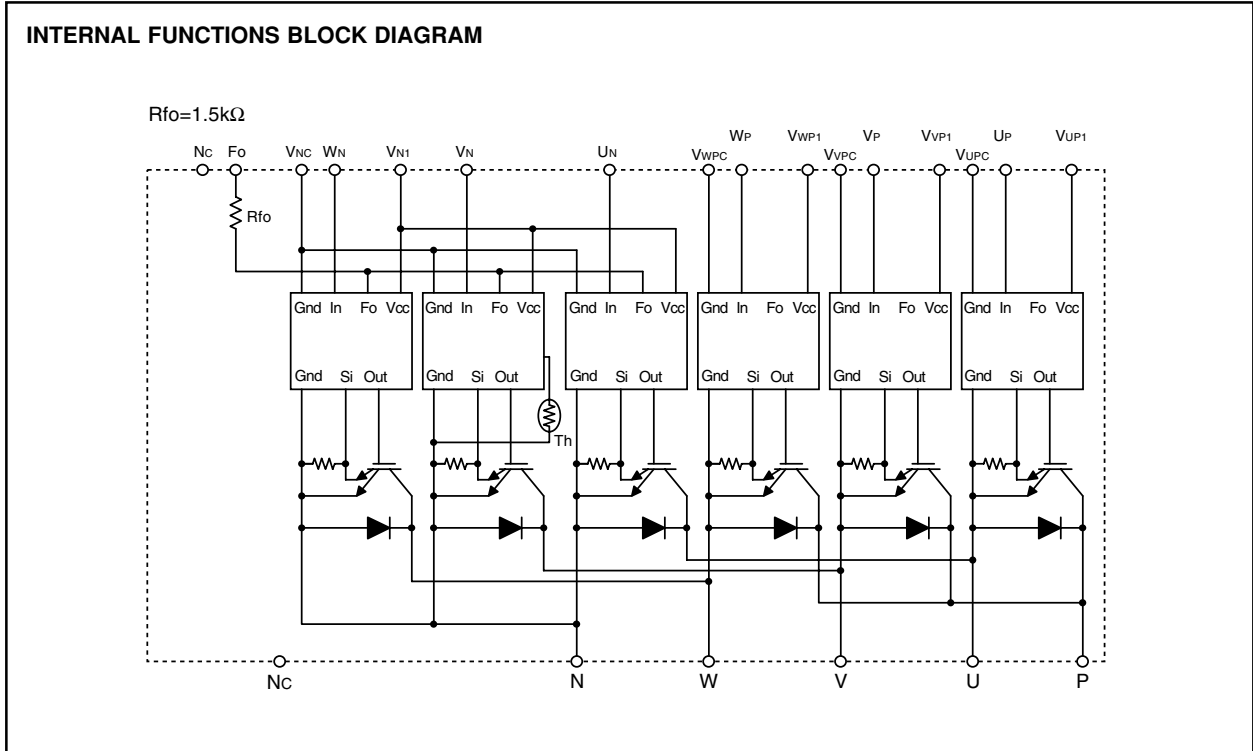 INTERNAL FUNCTIONS BLOCK DIAGRAM
Rfo=1.5kΩ
NC FO VNC WN VN1 VN UN VWPC WP VWP1 VVPC VP VVP1 VUPC UP VUP1
Rfo
Gnd In Fo Vcc Gnd In Fo Vcc Gnd In Fo Vcc Gnd In Fo Vcc Gnd In Fo Vcc Gnd In Fo Vcc
Gnd Si Out Gnd Si Out Gnd Si Out Gnd Si Out Gnd Si Out Gnd Si Out
Th
NC N W V U P